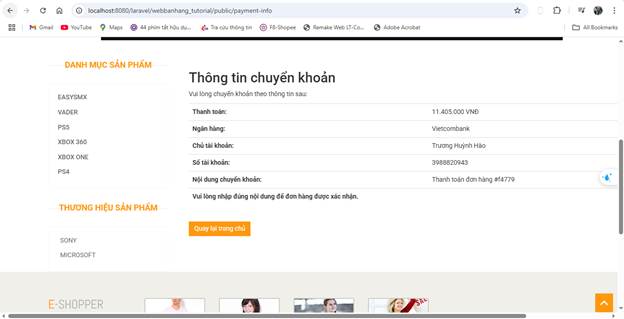 localhost:8080/laravel/webbanhang_tutorial/public/payment-info
Gmail
YouTube
Maps
44 phím tắt hữu dụ...
Tra cứu thông tin
F8-Shopee
Remake Web LT-Co...
Adobe Acrobat
All Bookmarks
DANH MỤC SẢN PHẨM
EASYSMX
VADER
PS5
XBOX 360
XBOX ONE
PS4
THƯƠNG HIỆU SẢN PHẨM
SONY
MICROSOFT
Thông tin chuyển khoản
Vui lòng chuyển khoản theo thông tin sau:
Thanh toán: 11.405.000 VNĐ
Ngân hàng: Vietcombank
Chủ tài khoản: Trương Huỳnh Hào
Số tài khoản: 3988820943
Nội dung chuyển khoản: Thanh toán đơn hàng #f4779
Vui lòng nhập đúng nội dung để đơn hàng được xác nhận.
Quay lại trang chủ
E-SHOPPER
SALE